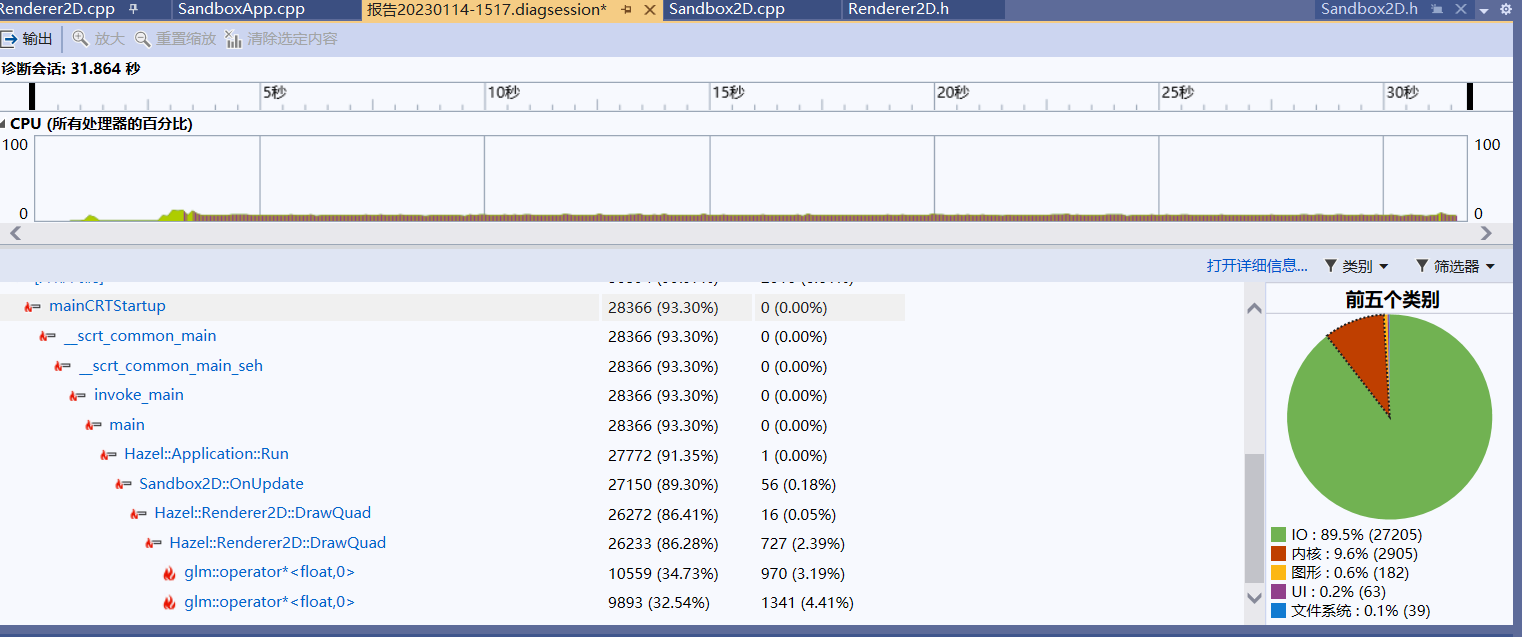 Renderer2D.cpp SandboxApp.cpp 报告20230114-1517.diagsession* Sandbox2D.cpp Renderer2D.h Sandbox2D.h
输出 放大 重置缩放 清除选定内容
诊断会话: 31.864 秒
5秒 10秒 15秒 20秒 25秒 30秒
CPU (所有处理器的百分比)
100 100
0 0
打开详细信息... 类别 筛选器
mainCRTStartup 28366 (93.30%) 0 (0.00%)
__scrt_common_main 28366 (93.30%) 0 (0.00%)
__scrt_common_main_seh 28366 (93.30%) 0 (0.00%)
invoke_main 28366 (93.30%) 0 (0.00%)
main 28366 (93.30%) 0 (0.00%)
Hazel::Application::Run 27772 (91.35%) 1 (0.00%)
Sandbox2D::OnUpdate 27150 (89.30%) 56 (0.18%)
Hazel::Renderer2D::DrawQuad 26272 (86.41%) 16 (0.05%)
Hazel::Renderer2D::DrawQuad 26233 (86.28%) 727 (2.39%)
glm::operator*<float,0> 10559 (34.73%) 970 (3.19%)
glm::operator*<float,0> 9893 (32.54%) 1341 (4.41%)
前五个类别
IO : 89.5% (27205)
内核 : 9.6% (2905)
图形 : 0.6% (182)
UI : 0.2% (63)
文件系统 : 0.1% (39)